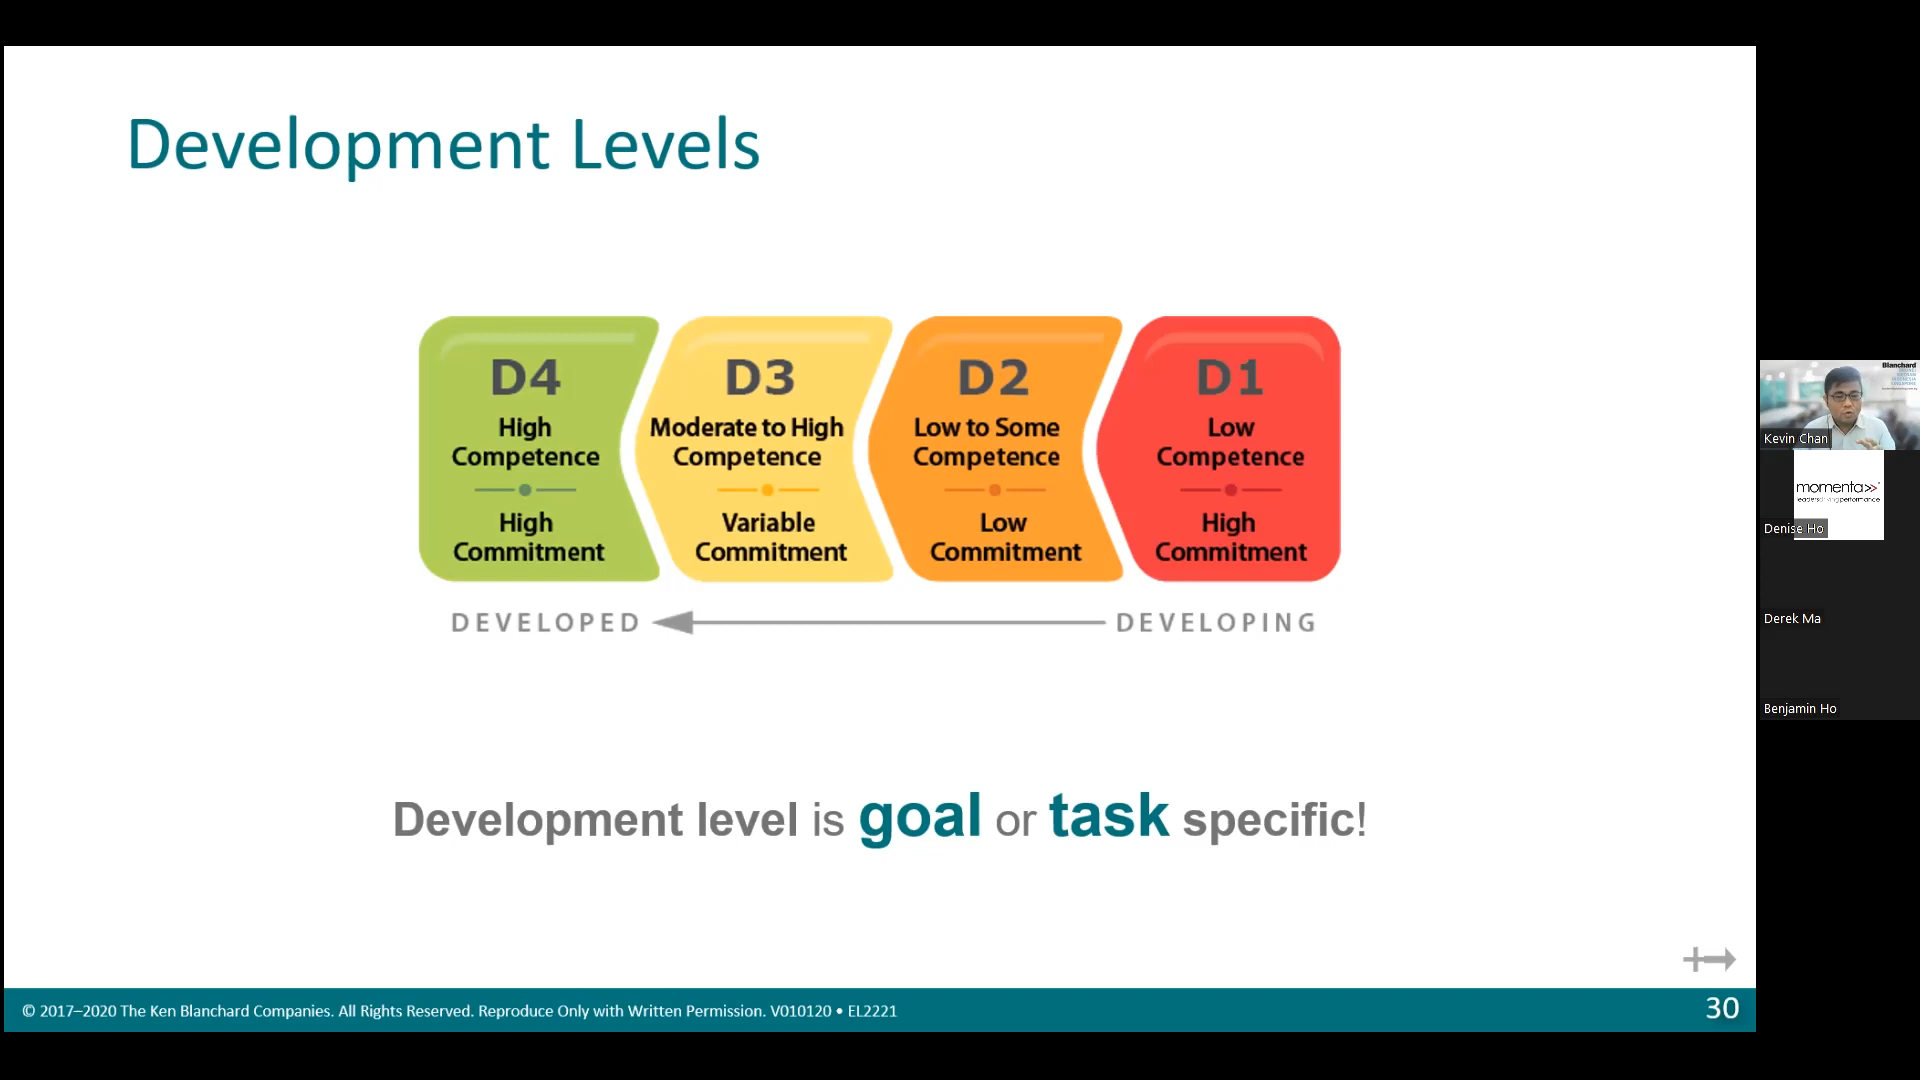 Development Levels
D4
High
Competence
High
Commitment
D3
Moderate to High
Competence
Variable
Commitment
D2
Low to Some
Competence
Low
Commitment
D1
Low
Competence
High
Commitment
DEVELOPED
DEVELOPING
Development level is goal or task specific!
© 2017–2020 The Ken Blanchard Companies. All Rights Reserved. Reproduce Only with Written Permission. V010120 • EL2221
30
Blanchard
Kevin Chan
momenta>>
Denise Ho
Derek Ma
Benjamin Ho